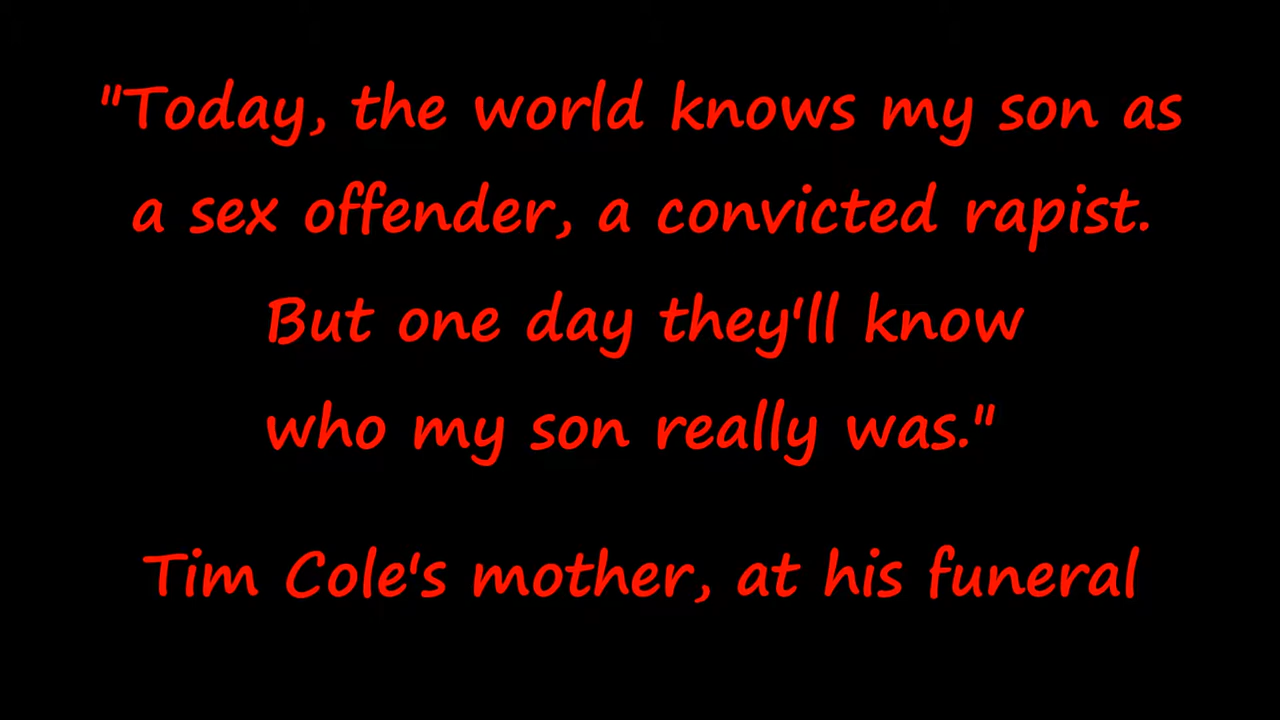 "Today, the world knows my son as
a sex offender, a convicted rapist.
But one day they'll know
who my son really was."
Tim Cole's mother, at his funeral